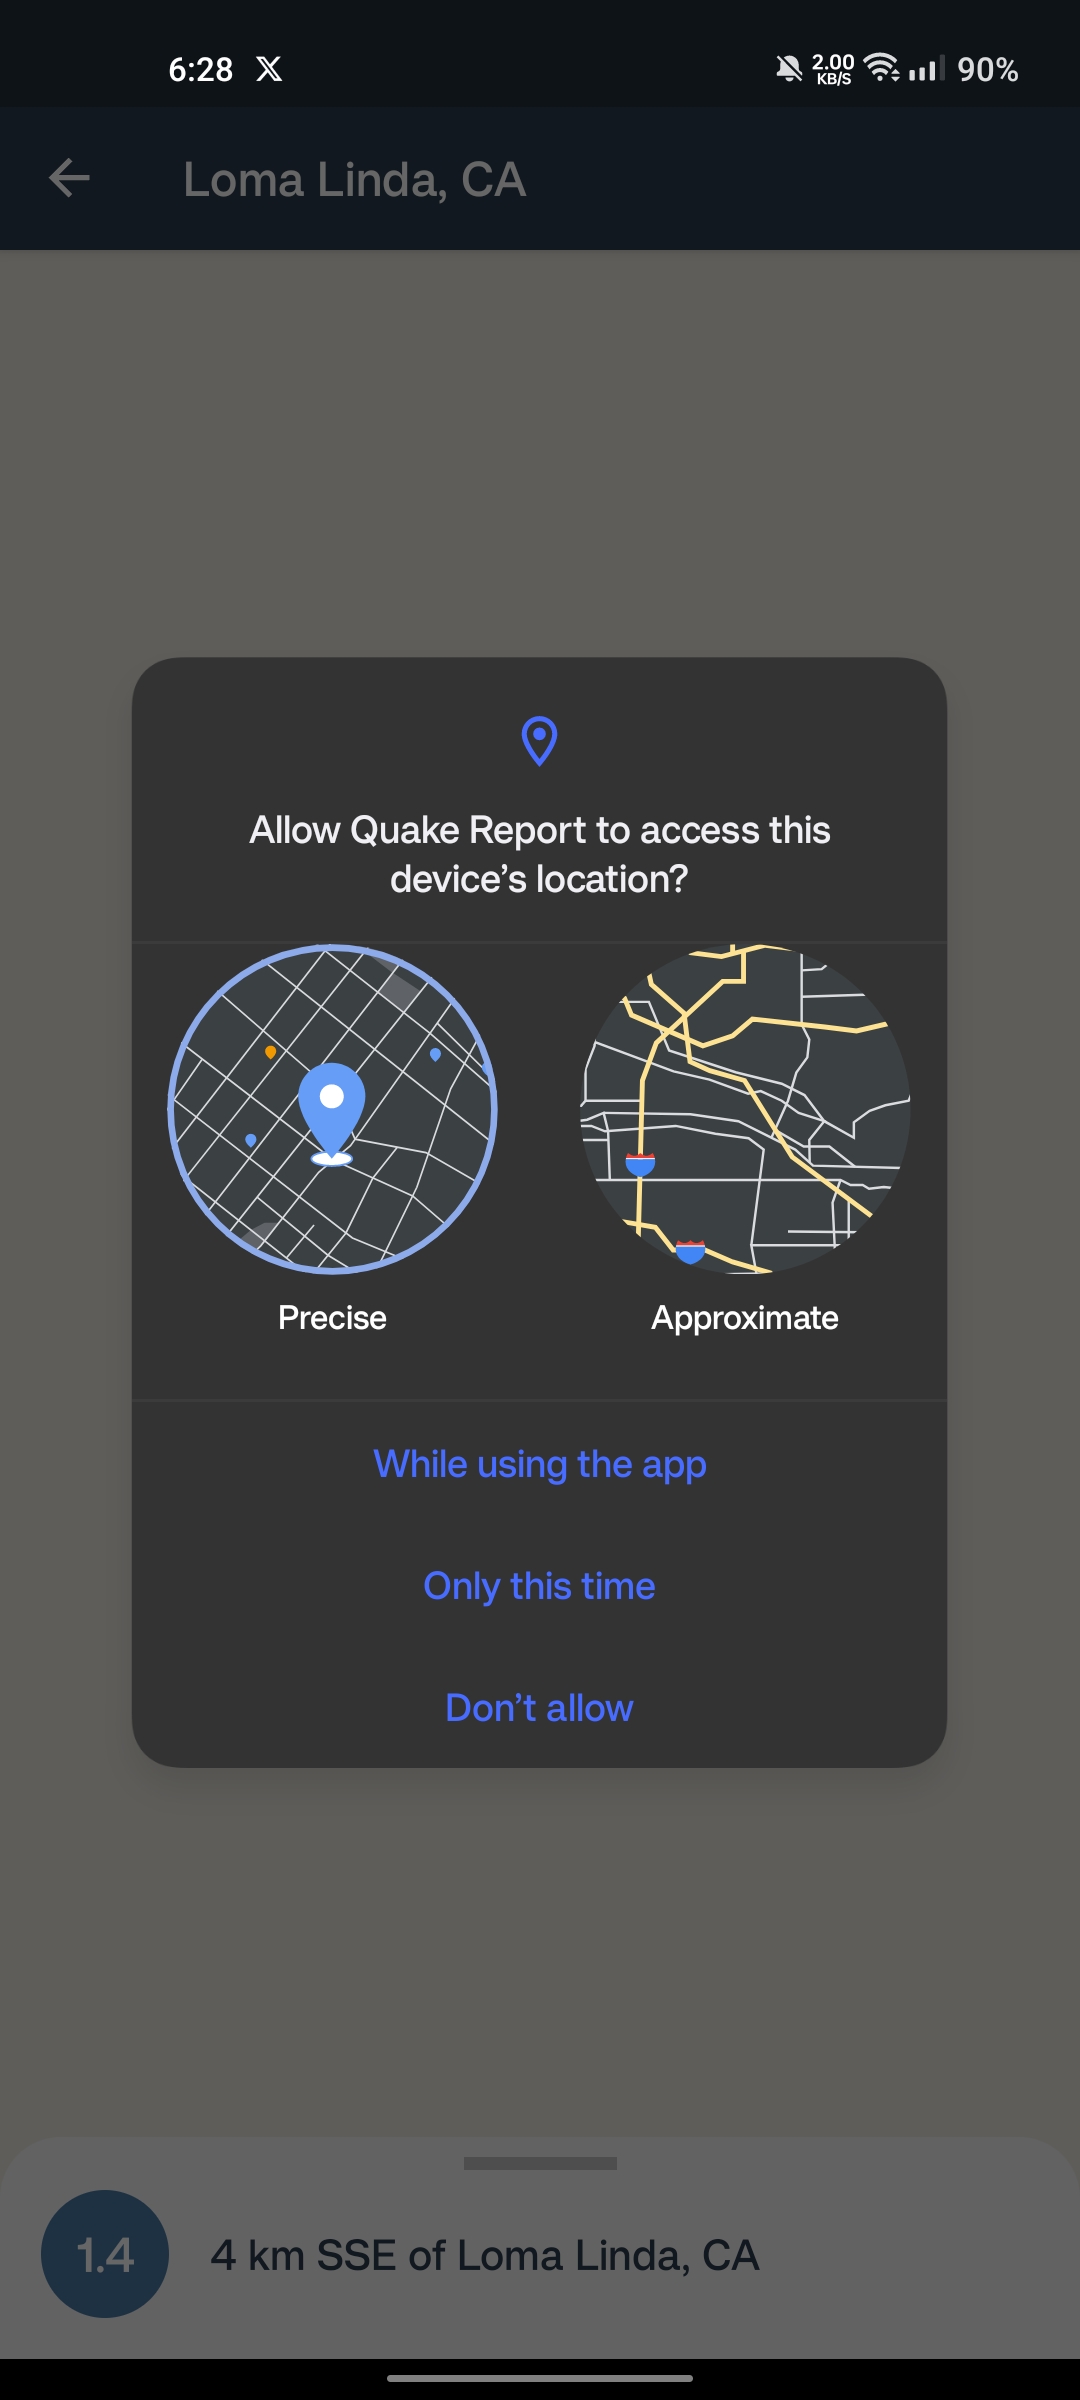 6:28 X 2.00 KB/S 90%
Loma Linda, CA
Allow Quake Report to access this
device’s location?
Precise Approximate
While using the app
Only this time
Don’t allow
1.4 4 km SSE of Loma Linda, CA